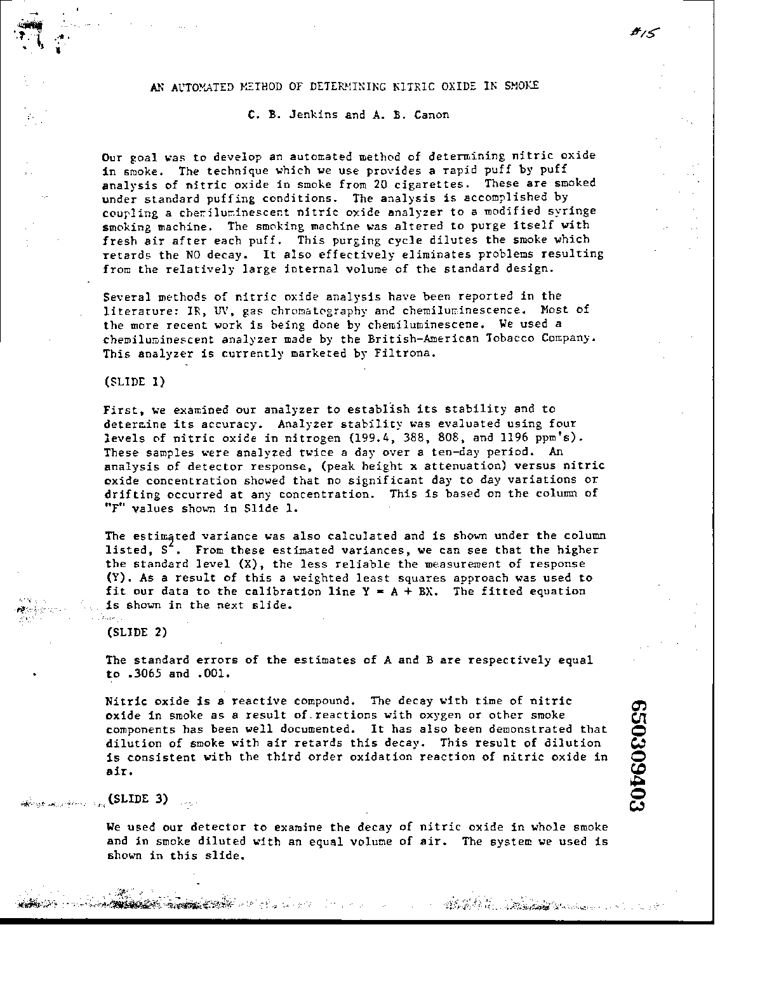 #15
AN AUTOMATED METHOD OF DETERMINING NITRIC OXIDE IN SMOKE
C. B. Jenkins and A. B. Canon
Our goal was to develop an automated method of determining nitric oxide
in smoke. The technique which we use provides a rapid puff by puff
analysis of nitric oxide in smoke from 20 cigarettes. These are smoked
under standard puffing conditions. The analysis is accomplished by
coupling a chemiluminescent nitric oxide analyzer to a modified syringe
smoking machine. The smoking machine was altered to purge itself with
fresh air after each puff. This purging cycle dilutes the smoke which
retards the NO decay. It also effectively eliminates problems resulting
from the relatively large internal volume of the standard design.
Several methods of nitric oxide analysis have been reported in the
literature: IR, UV, gas chromatography and chemiluminescence. Most of
the more recent work is being done by chemiluminescene. We used a
chemiluminescent analyzer made by the British-American Tobacco Company.
This analyzer is currently marketed by Filtrona.
(SLIDE 1)
First, we examined our analyzer to establish its stability and to
determine its accuracy. Analyzer stability was evaluated using four
levels of nitric oxide in nitrogen (199.4, 388, 808, and 1196 ppm's).
These samples were analyzed twice a day over a ten-day period. An
analysis of detector response, (peak height x attenuation) versus nitric
oxide concentration showed that no significant day to day variations or
drifting occurred at any concentration. This is based on the column of
"F" values shown in Slide 1.
The estimated variance was also calculated and is shown under the column
listed, S². From these estimated variances, we can see that the higher
the standard level (X), the less reliable the measurement of response
(Y). As a result of this a weighted least squares approach was used to
fit our data to the calibration line Y = A + BX. The fitted equation
is shown in the next slide.
(SLIDE 2)
The standard errors of the estimates of A and B are respectively equal
to .3065 and .001.
Nitric oxide is a reactive compound. The decay with time of nitric
oxide in smoke as a result of reactions with oxygen or other smoke
components has been well documented. It has also been demonstrated that
dilution of smoke with air retards this decay. This result of dilution
is consistent with the third order oxidation reaction of nitric oxide in
air.
(SLIDE 3)
We used our detector to examine the decay of nitric oxide in whole smoke
and in smoke diluted with an equal volume of air. The system we used is
shown in this slide.
650309403